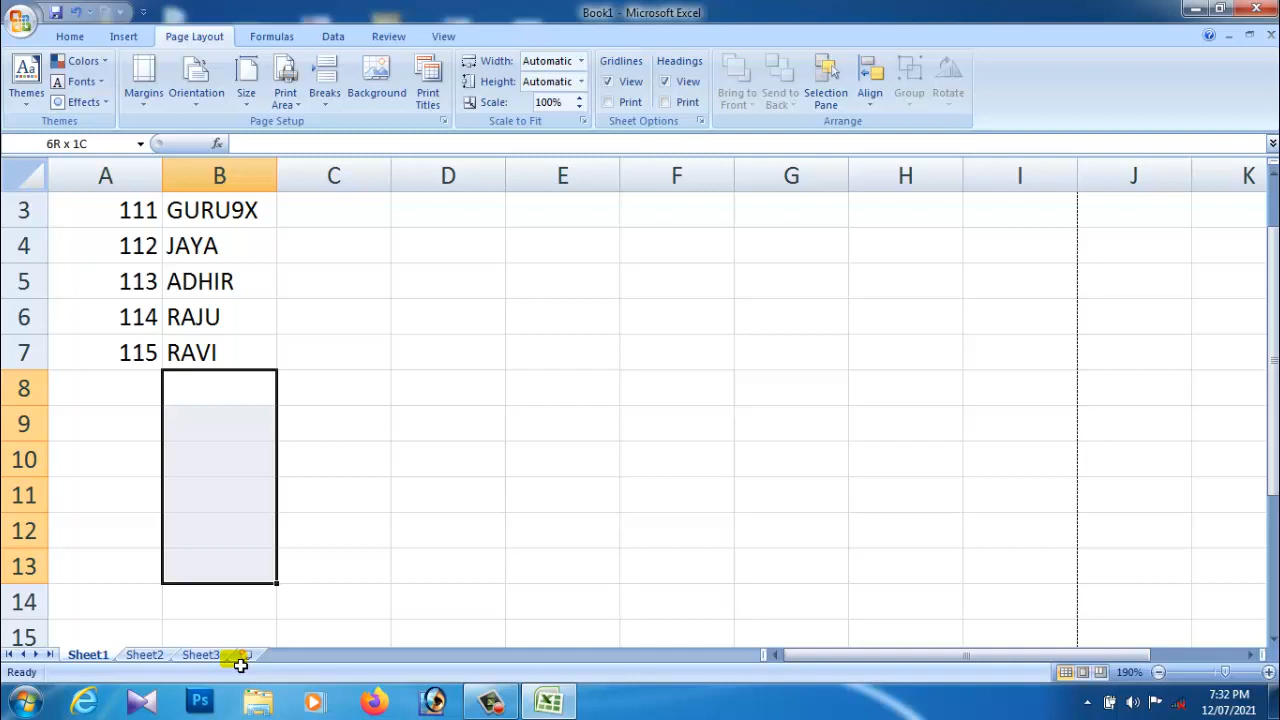 Book1 - Microsoft Excel
Home Insert Page Layout Formulas Data Review View
Aa Themes
Colors
Fonts
Effects
Themes
Margins Orientation Size Print Area Breaks Background Print Titles
Page Setup
Width: Automatic
Height: Automatic
Scale: 100%
Scale to Fit
Gridlines Headings
View View
Print Print
Sheet Options
Bring to Front Send to Back Selection Pane Align Group Rotate
Arrange
6R x 1C fx
A B C D E F G H I J K
3 111 GURU9X
4 112 JAYA
5 113 ADHIR
6 114 RAJU
7 115 RAVI
8
9
10
11
12
13
14
15
Sheet1 Sheet2 Sheet3
Ready 190%
Ps
7:32 PM
12/07/2021